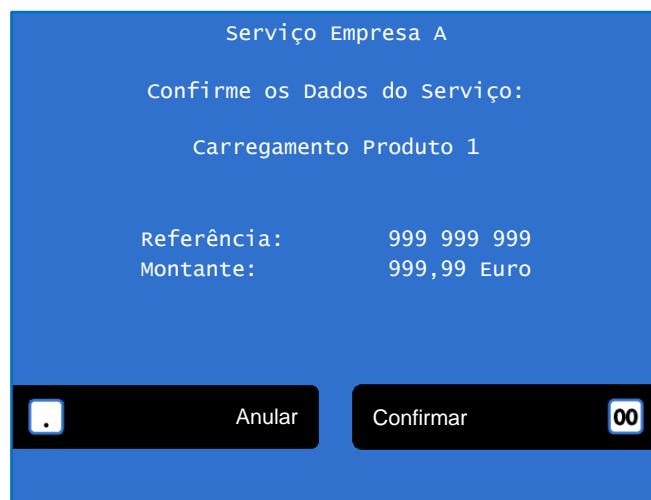 Serviço Empresa A
Confirme os Dados do Serviço:
Carregamento Produto 1
Referência: 999 999 999
Montante: 999,99 Euro
. Anular Confirmar 00